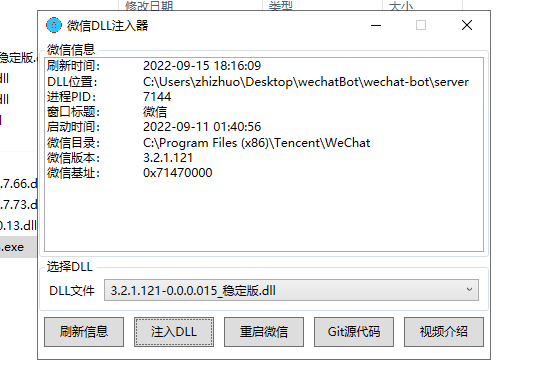 修改日期 类型 大小
微信DLL注入器
微信信息
刷新时间： 2022-09-15 18:16:09
DLL位置： C:\Users\zhizhuo\Desktop\wechatBot\wechat-bot\server
进程PID： 7144
窗口标题： 微信
启动时间： 2022-09-11 01:40:56
微信目录： C:\Program Files (x86)\Tencent\WeChat
微信版本： 3.2.1.121
微信基址： 0x71470000
稳定版.d
dll
dll
.7.66.d
.7.73.d
0.13.dll
.exe
选择DLL
DLL文件 3.2.1.121-0.0.0.015_稳定版.dll
刷新信息 注入DLL 重启微信 Git源代码 视频介绍